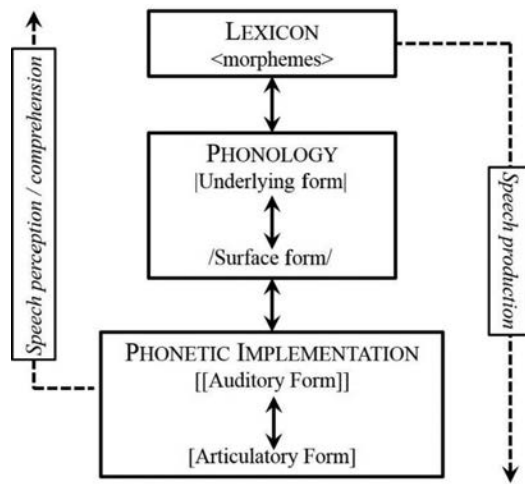 LEXICON
<morphemes>
PHONOLOGY
|Underlying form|
/Surface form/
PHONETIC IMPLEMENTATION
[[Auditory Form]]
[Articulatory Form]
Speech perception / comprehension
Speech production